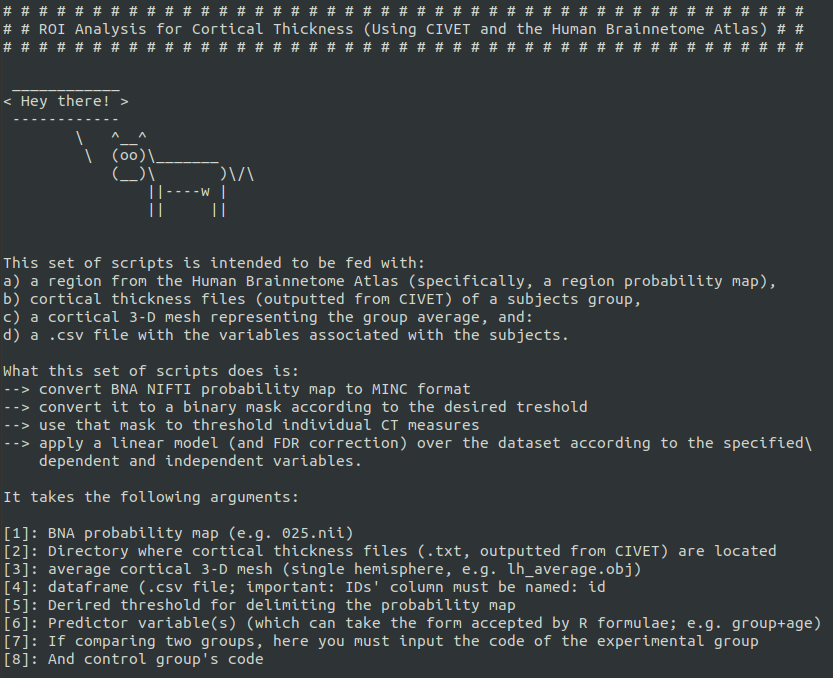 # # # # # # # # # # # # # # # # # # # # # # # # # # # # # # # # # # # # # # # # # # # # #
# # ROI Analysis for Cortical Thickness (Using CIVET and the Human Brainnetome Atlas) # #
# # # # # # # # # # # # # # # # # # # # # # # # # # # # # # # # # # # # # # # # # # # # #
 ____________
< Hey there! >
 ------------
        \   ^__^
         \  (oo)\_______
            (__)\       )\/\
                ||----w |
                ||     ||
This set of scripts is intended to be fed with:
a) a region from the Human Brainnetome Atlas (specifically, a region probability map),
b) cortical thickness files (outputted from CIVET) of a subjects group,
c) a cortical 3-D mesh representing the group average, and:
d) a .csv file with the variables associated with the subjects.
What this set of scripts does is:
--> convert BNA NIFTI probability map to MINC format
--> convert it to a binary mask according to the desired treshold
--> use that mask to threshold individual CT measures
--> apply a linear model (and FDR correction) over the dataset according to the specified\
    dependent and independent variables.
It takes the following arguments:
[1]: BNA probability map (e.g. 025.nii)
[2]: Directory where cortical thickness files (.txt, outputted from CIVET) are located
[3]: average cortical 3-D mesh (single hemisphere, e.g. lh_average.obj)
[4]: dataframe (.csv file; important: IDs' column must be named: id
[5]: Derired threshold for delimiting the probability map
[6]: Predictor variable(s) (which can take the form accepted by R formulae; e.g. group+age)
[7]: If comparing two groups, here you must input the code of the experimental group
[8]: And control group's code